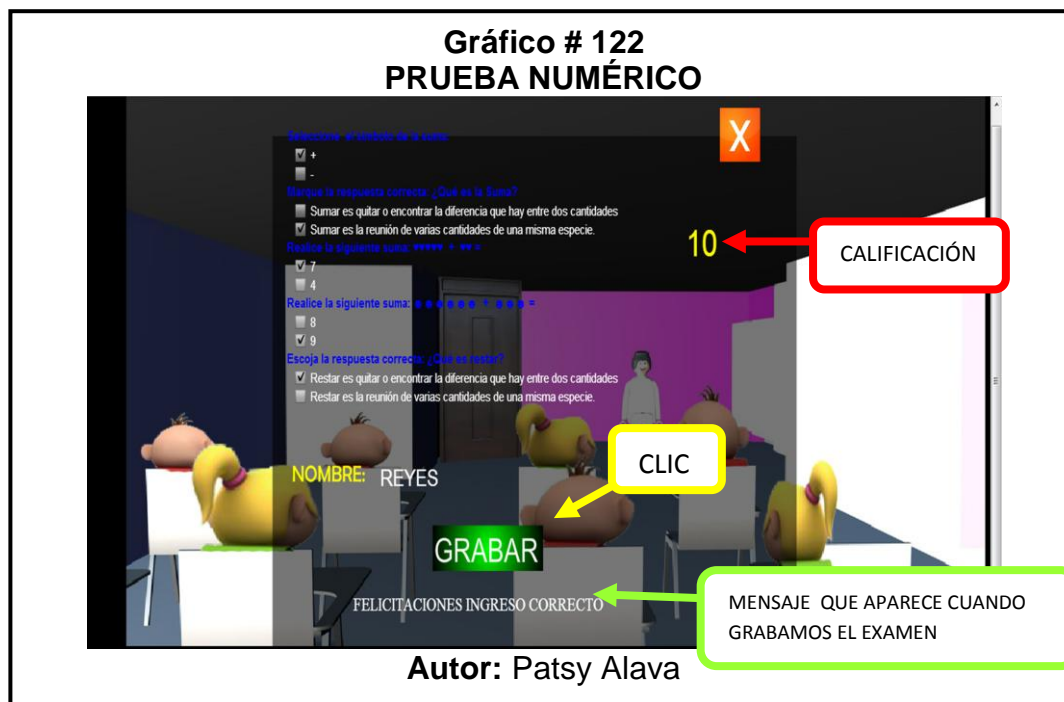 Gráfico # 122
PRUEBA NUMÉRICO
X
Seleccione el símbolo de la suma
+
-
Marque la respuesta correcta: ¿Qué es la Suma?
Sumar es quitar o encontrar la diferencia que hay entre dos cantidades
Sumar es la reunión de varias cantidades de una misma especie.
Realice la siguiente suma: ♥♥♥♥♥ + ♥♥ =
7
4
Realice la siguiente suma: ☻☻☻☻☻☻ + ☻☻☻ =
8
9
Escoja la respuesta correcta: ¿Qué es restar?
Restar es quitar o encontrar la diferencia que hay entre dos cantidades
Restar es la reunión de varias cantidades de una misma especie.
10
CALIFICACIÓN
NOMBRE: REYES
CLIC
GRABAR
FELICITACIONES INGRESO CORRECTO
MENSAJE QUE APARECE CUANDO
GRABAMOS EL EXAMEN
Autor: Patsy Alava